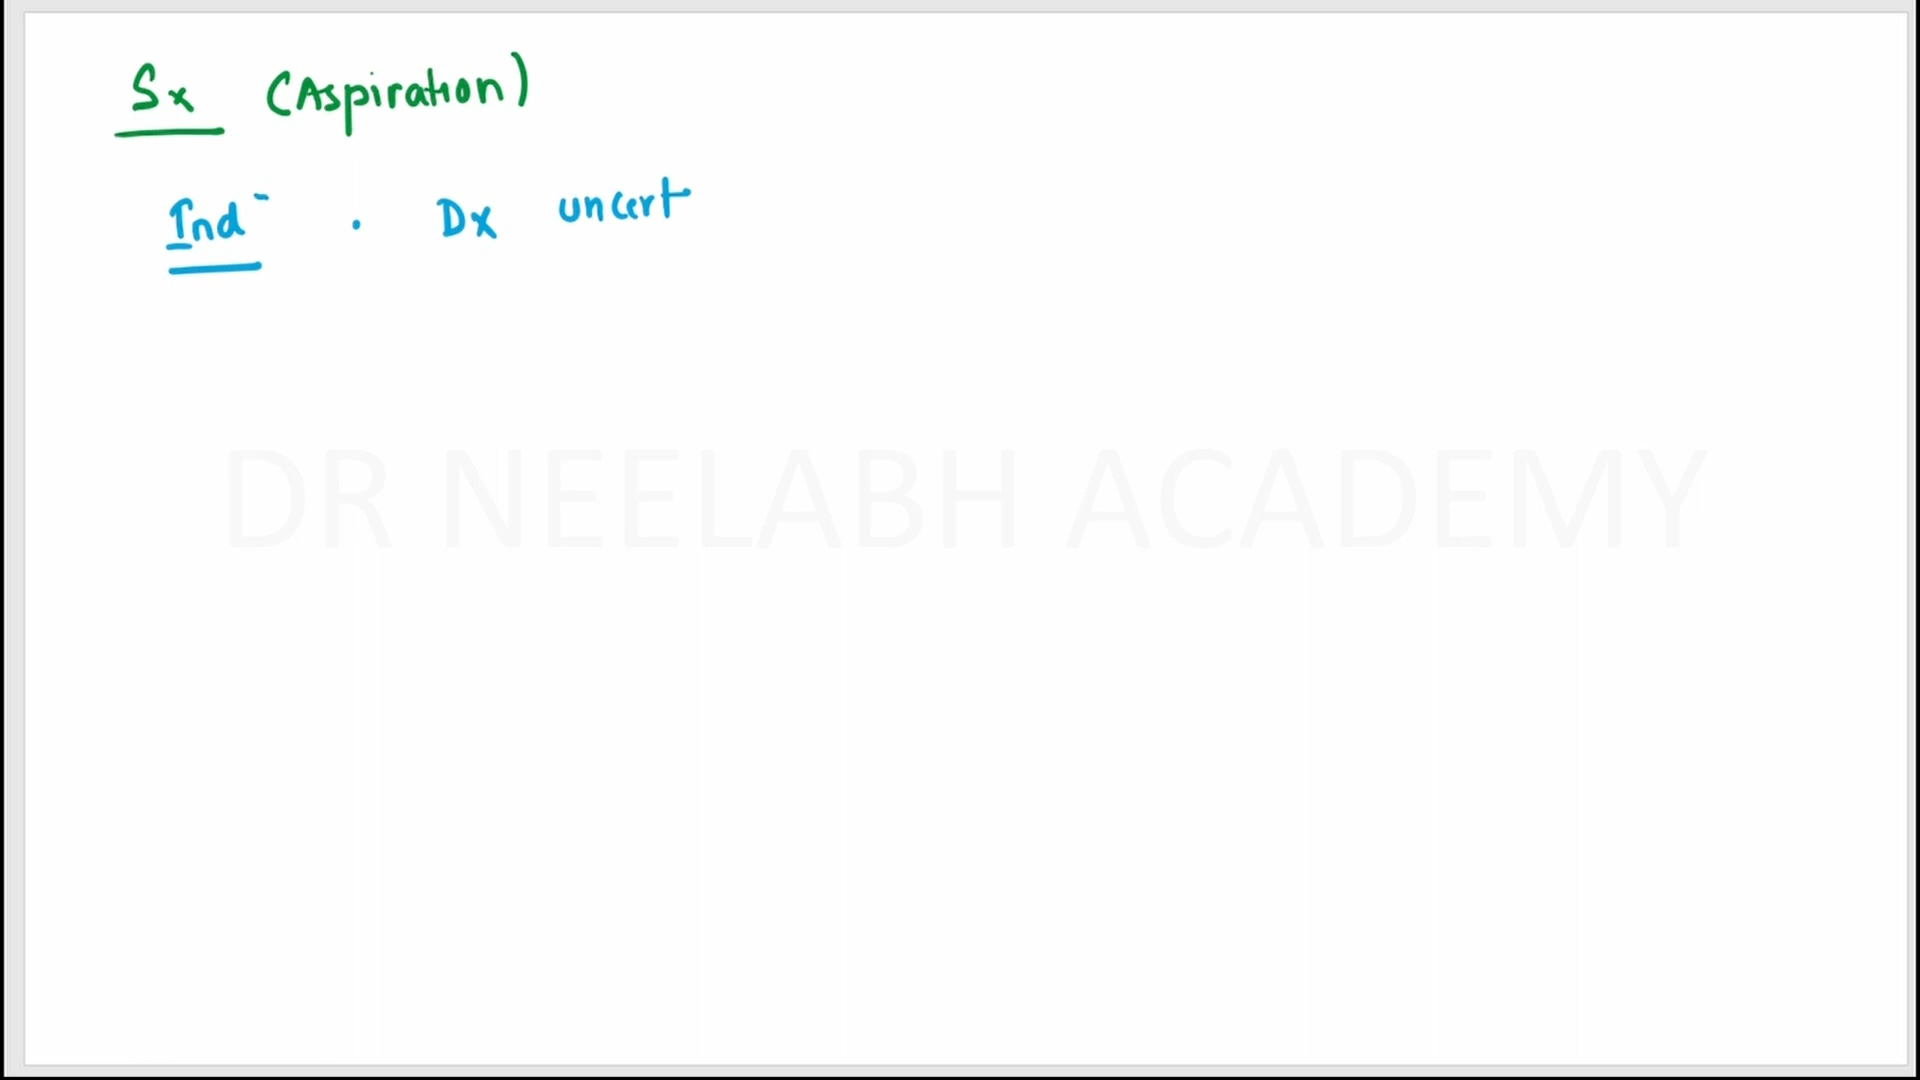 Sx (Aspiration)
Ind⁻ . Dx uncert
DR NEELABH ACADEMY